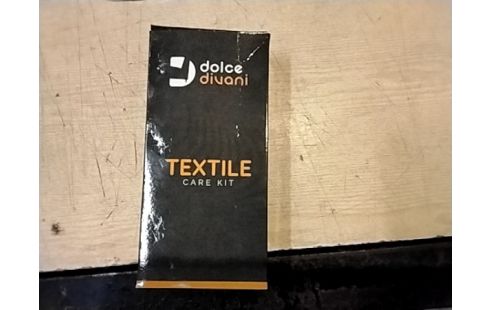 dolce
divani
TEXTILE
CARE KIT